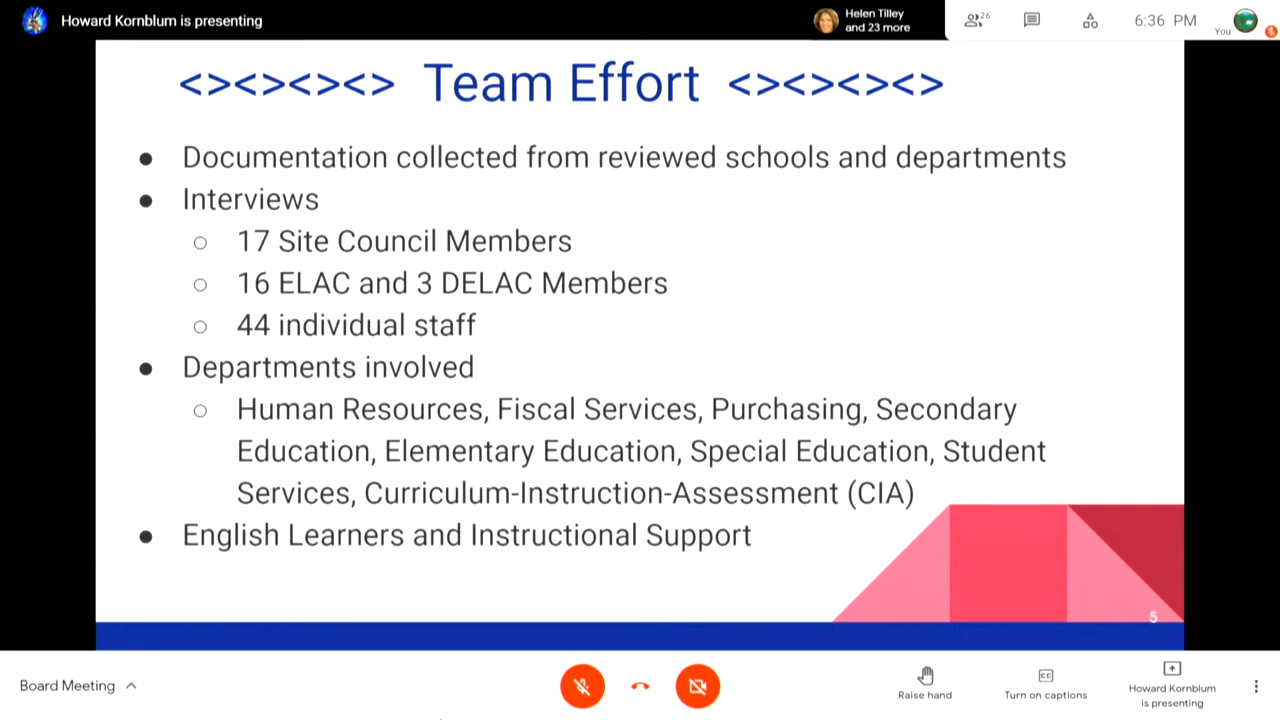 Howard Kornblum is presenting
Helen Tilley
and 23 more
26
6:36 PM
You
<><><><> Team Effort <><><><>
● Documentation collected from reviewed schools and departments
● Interviews
○ 17 Site Council Members
○ 16 ELAC and 3 DELAC Members
○ 44 individual staff
● Departments involved
○ Human Resources, Fiscal Services, Purchasing, Secondary
Education, Elementary Education, Special Education, Student
Services, Curriculum-Instruction-Assessment (CIA)
● English Learners and Instructional Support
5
Board Meeting
Raise hand
CC
Turn on captions
Howard Kornblum
is presenting